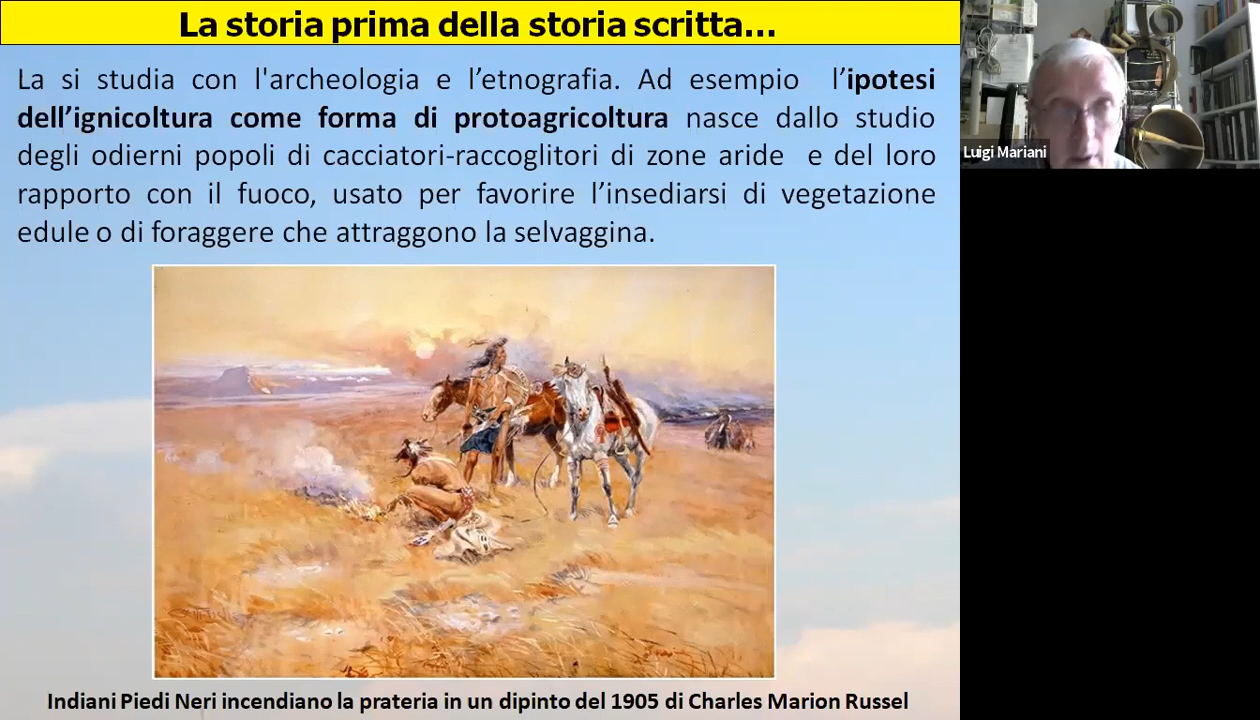 La storia prima della storia scritta...
La si studia con l'archeologia e l’etnografia. Ad esempio l’ipotesi
dell’ignicoltura come forma di protoagricoltura nasce dallo studio
degli odierni popoli di cacciatori-raccoglitori di zone aride e del loro
rapporto con il fuoco, usato per favorire l’insediarsi di vegetazione
edule o di foraggere che attraggono la selvaggina.
Indiani Piedi Neri incendiano la prateria in un dipinto del 1905 di Charles Marion Russel
Luigi Mariani